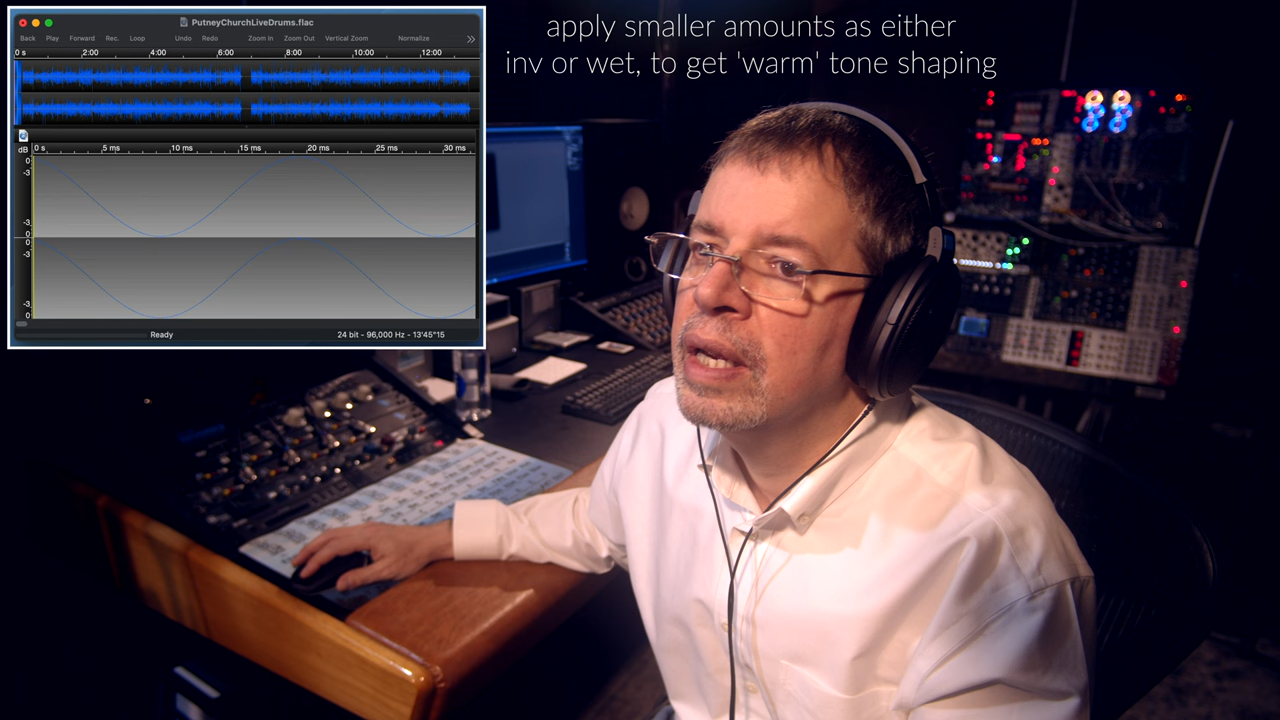 PutneyChurchLiveDrums.flac
apply smaller amounts as either
inv or wet, to get 'warm' tone shaping
Back Play Forward Rec. Loop Undo Redo Zoom In Zoom Out Vertical Zoom Normalize
0 s 2:00 4:00 6:00 8:00 10:00 12:00
dB 0 s 5 ms 10 ms 15 ms 20 ms 25 ms 30 ms
0
-3
-3
0
0
-3
-3
0
Ready 24 bit - 96,000 Hz - 13'45"15